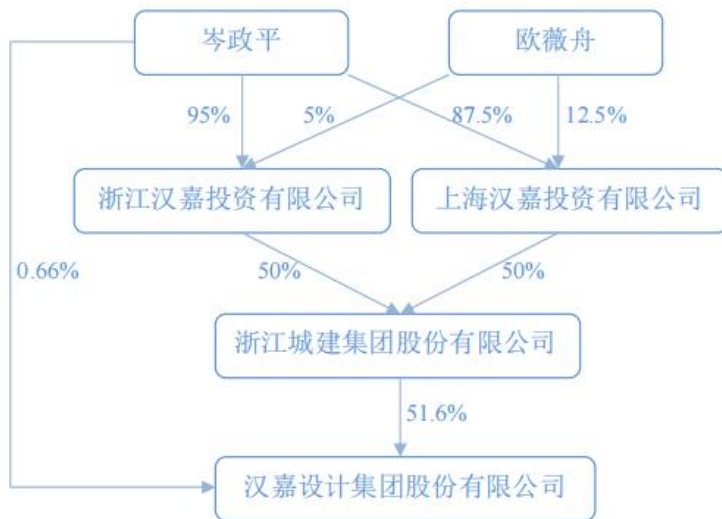 岑政平
欧薇舟
95%
5%
87.5%
12.5%
浙江汉嘉投资有限公司
上海汉嘉投资有限公司
0.66%
50%
50%
浙江城建集团股份有限公司
51.6%
汉嘉设计集团股份有限公司